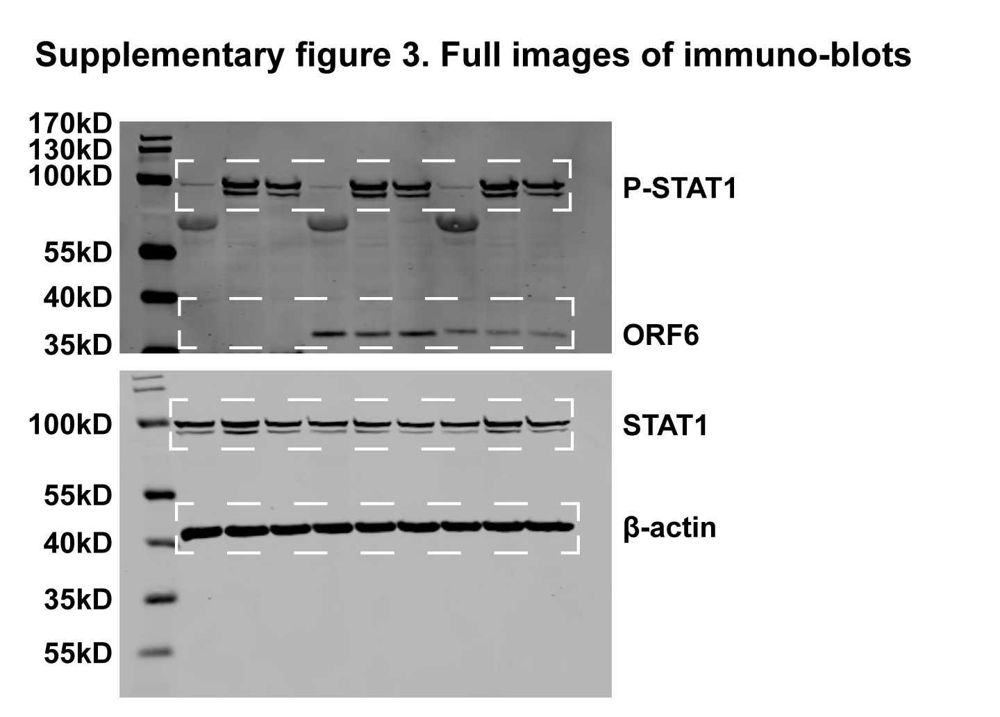 Supplementary figure 3. Full images of immuno-blots
170kD
130kD
100kD
P-STAT1
55kD
40kD
35kD
ORF6
100kD
STAT1
55kD
β-actin
40kD
35kD
55kD